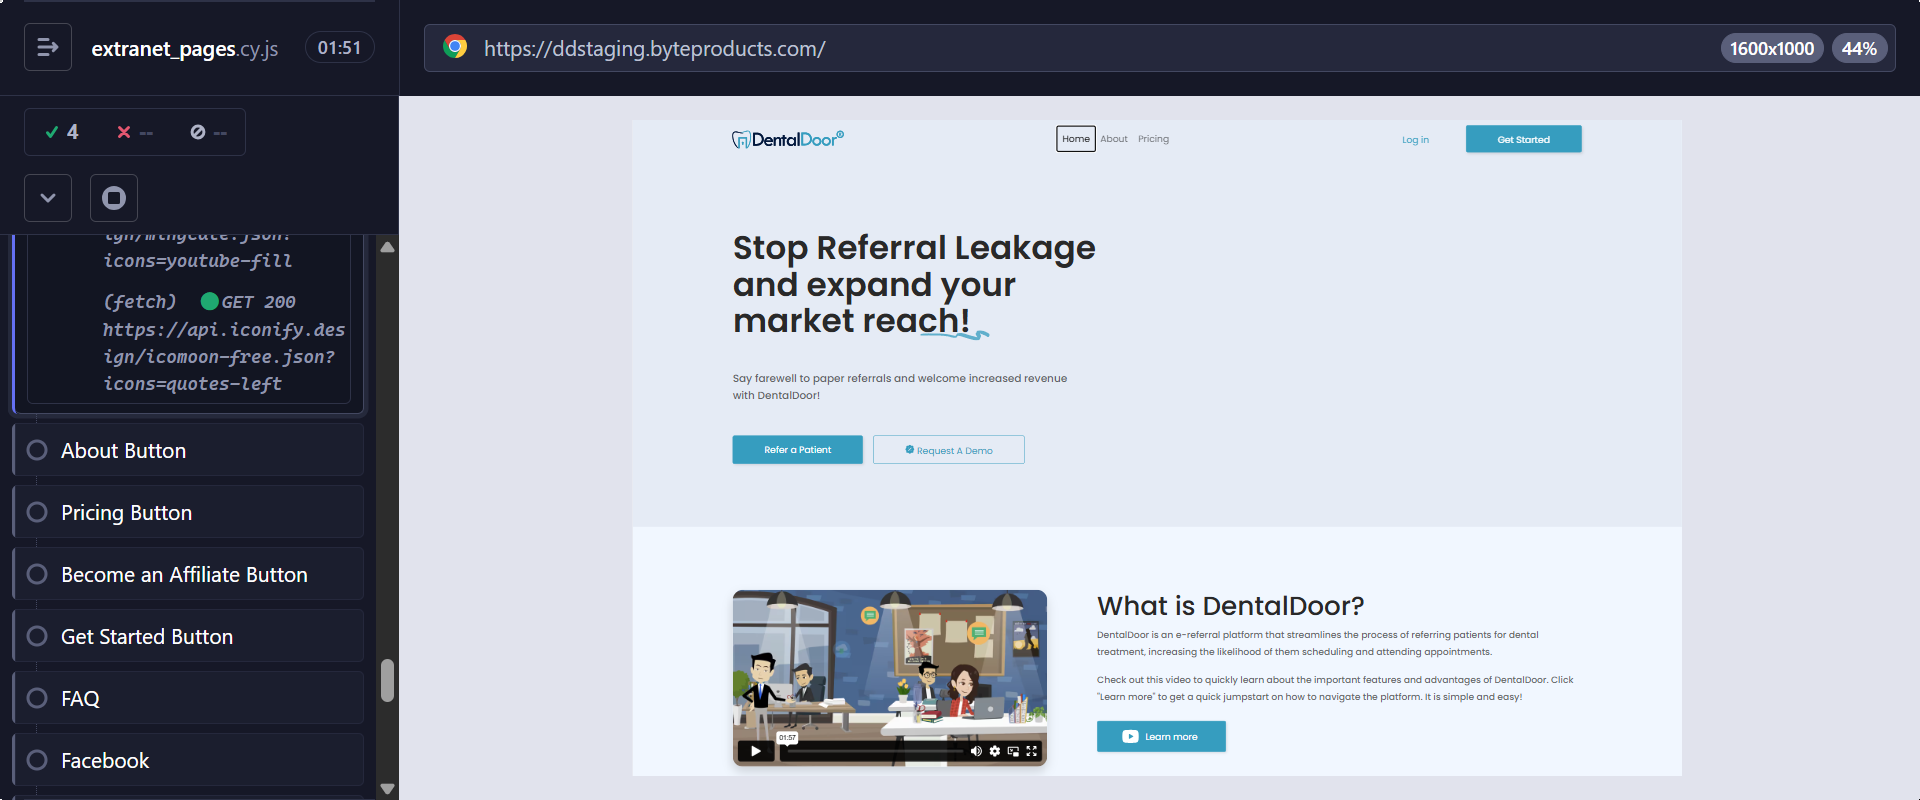 extranet_pages.cy.js
01:51
https://ddstaging.byteproducts.com/
1600x1000
44%
4
--
--
ign/mingcute.json?
icons=youtube-fill
(fetch) GET 200
https://api.iconify.des
ign/icomoon-free.json?
icons=quotes-left
About Button
Pricing Button
Become an Affiliate Button
Get Started Button
FAQ
Facebook
DentalDoor®
Home
About
Pricing
Log in
Get Started
Stop Referral Leakage
and expand your
market reach!
Say farewell to paper referrals and welcome increased revenue
with DentalDoor!
Refer a Patient
Request A Demo
01:57
What is DentalDoor?
DentalDoor is an e-referral platform that streamlines the process of referring patients for dental
treatment, increasing the likelihood of them scheduling and attending appointments.
Check out this video to quickly learn about the important features and advantages of DentalDoor. Click
"Learn more" to get a quick jumpstart on how to navigate the platform. It is simple and easy!
Learn more